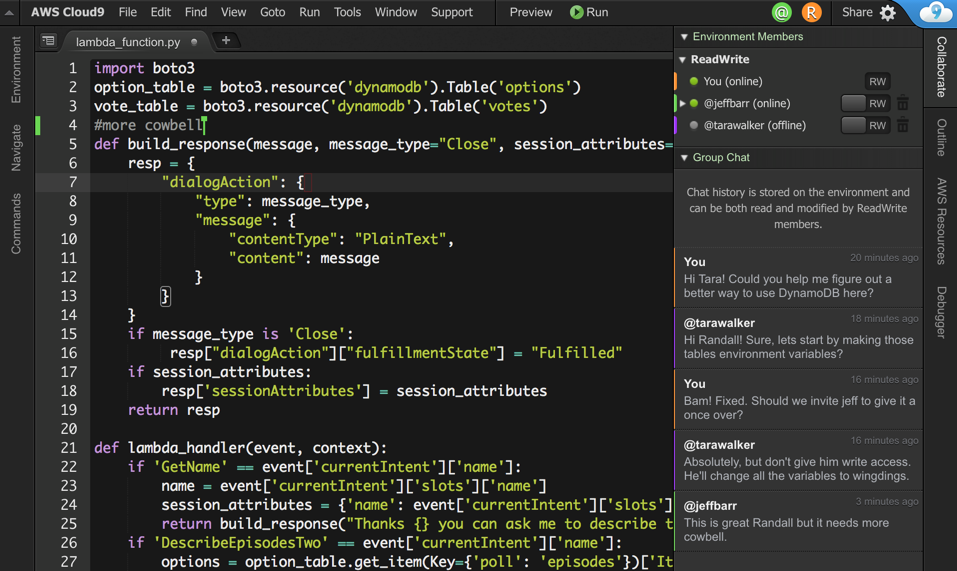 AWS Cloud9 File Edit Find View Goto Run Tools Window Support Preview Run @ R Share 9
lambda_function.py
Environment
Navigate
Commands
1 import boto3
2 option_table = boto3.resource('dynamodb').Table('options')
3 vote_table = boto3.resource('dynamodb').Table('votes')
4 #more cowbell
5 def build_response(message, message_type="Close", session_attributes=
6 resp = {
7 "dialogAction": {
8 "type": message_type,
9 "message": {
10 "contentType": "PlainText",
11 "content": message
12 }
13 }
14 }
15 if message_type is 'Close':
16 resp["dialogAction"]["fulfillmentState"] = "Fulfilled"
17 if session_attributes:
18 resp['sessionAttributes'] = session_attributes
19 return resp
20
21 def lambda_handler(event, context):
22 if 'GetName' == event['currentIntent']['name']:
23 name = event['currentIntent']['slots']['name']
24 session_attributes = {'name': event['currentIntent']['slots']
25 return build_response("Thanks {} you can ask me to describe t
26 if 'DescribeEpisodesTwo' == event['currentIntent']['name']:
27 options = option_table.get_item(Key={'poll': 'episodes'})['It
Environment Members
ReadWrite
You (online) RW
@jeffbarr (online) RW
@tarawalker (offline) RW
Group Chat
Chat history is stored on the environment and
can be both read and modified by ReadWrite
members.
You 20 minutes ago
Hi Tara! Could you help me figure out a
better way to use DynamoDB here?
@tarawalker 18 minutes ago
Hi Randall! Sure, lets start by making those
tables environment variables?
You 16 minutes ago
Bam! Fixed. Should we invite jeff to give it a
once over?
@tarawalker 16 minutes ago
Absolutely, but don't give him write access.
He'll change all the variables to wingdings.
@jeffbarr 3 minutes ago
This is great Randall but it needs more
cowbell.
Collaborate
Outline
AWS Resources
Debugger